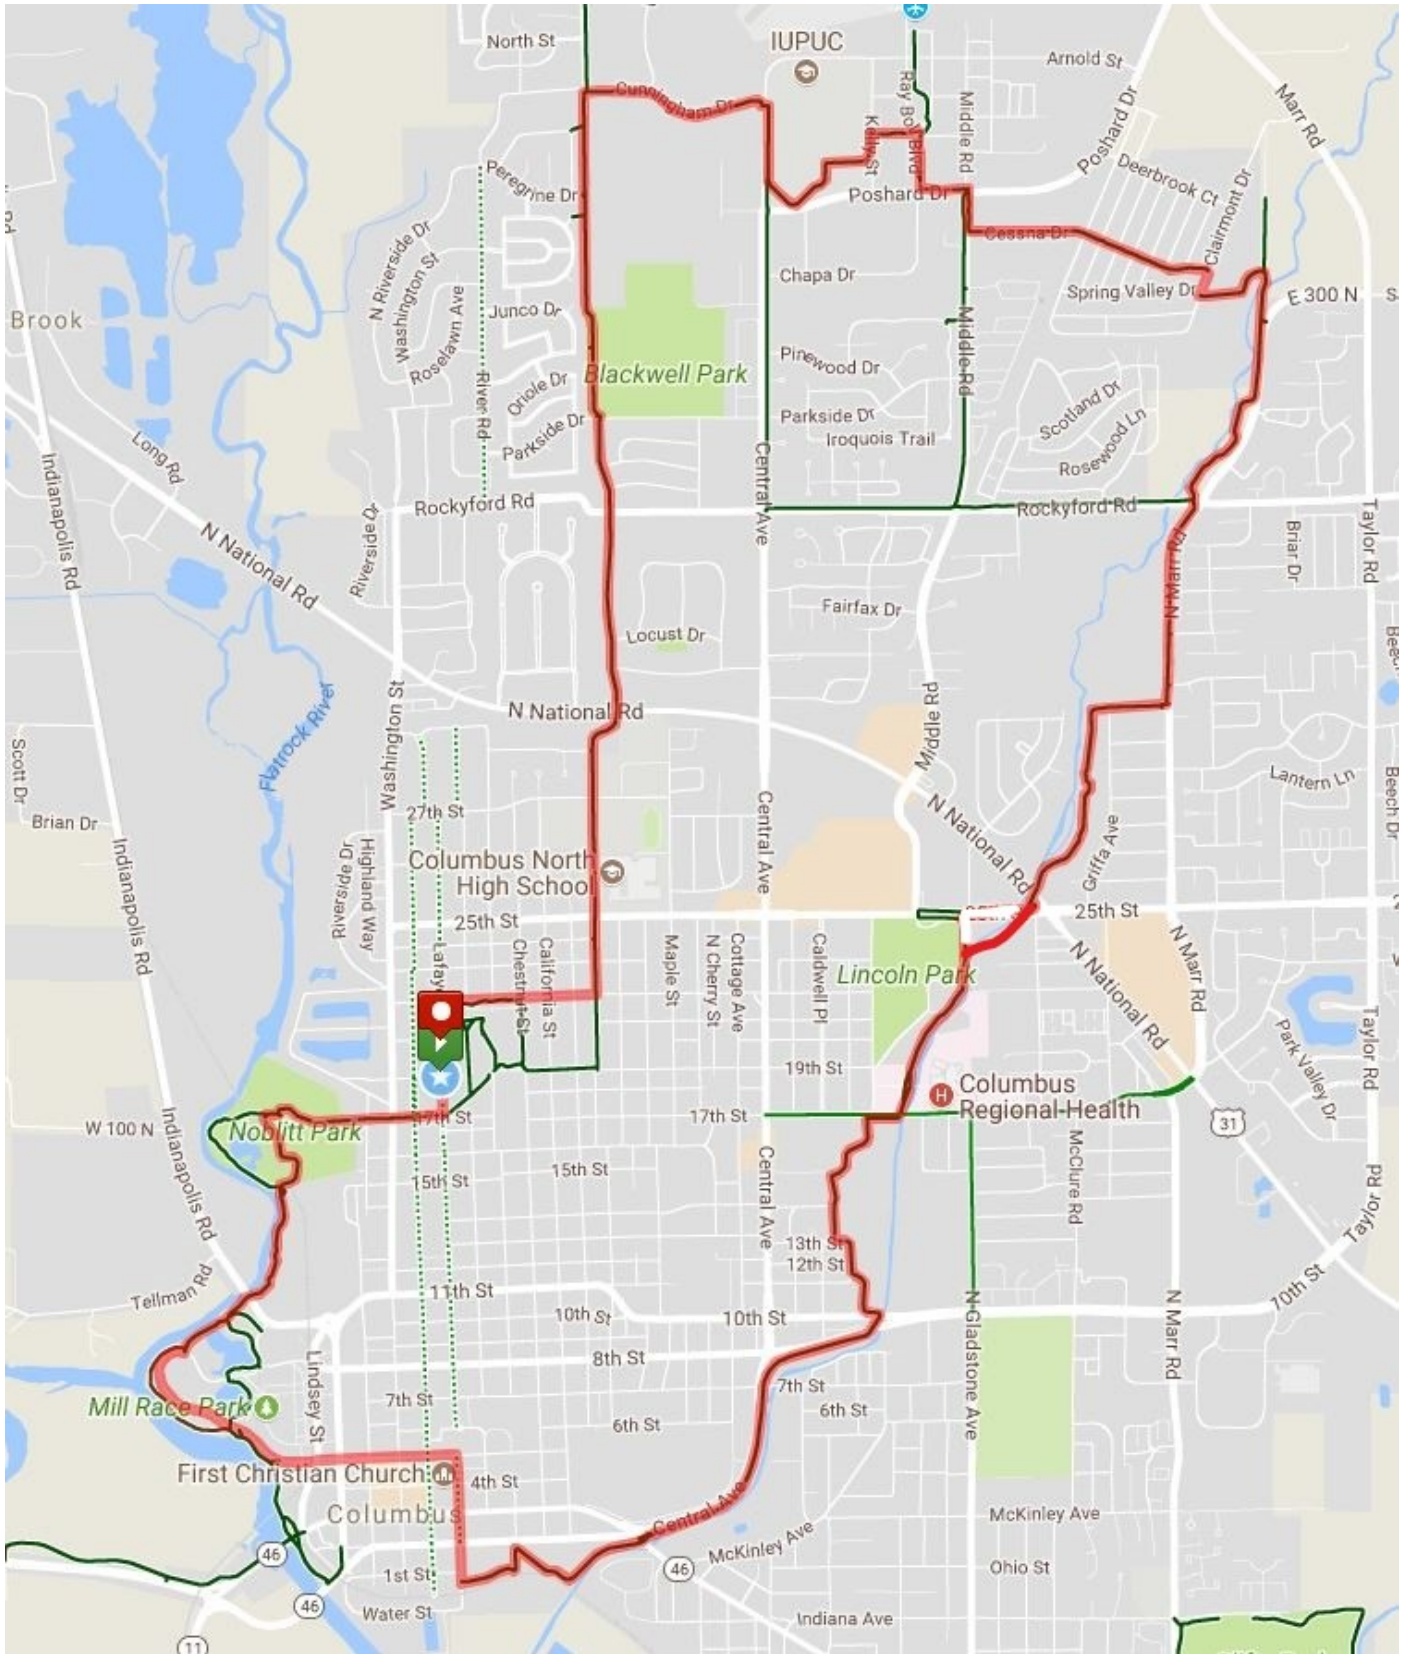 North St
IUPUC
Arnold St
Cunningham Dr
Kelly St
Middle Rd
Poshard Dr
Marr Rd
Peregrine Dr
Poshard Dr
Deerbrook Ct
Clairmont Dr
N Riverside Dr
Washington St
Roselawn Ave
Cessna Dr
Chapa Dr
Spring Valley Dr
E 300 N
Brook
Junco Dr
Middle Rd
Pinewood Dr
Blackwell Park
River Rd
Oriole Dr
Parkside Dr
Parkside Dr
Iroquois Trail
Scotland Dr
Rosewood Ln
Long Rd
Indianapolis Rd
Rockyford Rd
Central Ave
Rockyford Rd
Taylor Rd
Riverside Dr
N National Rd
N Marr Rd
Briar Dr
Fairfax Dr
Locust Dr
Flatrock River
Washington St
N National Rd
Middle Rd
Scott Dr
Lantern Ln
Beech Dr
Brian Dr
27th St
Central Ave
N National Rd
Griffa Ave
Indianapolis Rd
Riverside Dr
Highland Way
Columbus North
High School
25th St
25th St
Chestnut St
California St
Maple St
N Cherry St
Cottage Ave
Caldwell Pl
Lincoln Park
N National Rd
N Marr Rd
Taylor Rd
Park Valley Dr
19th St
H
Columbus
Regional Health
W 100 N
Noblitt Park
17th St
17th St
31
Indianapolis Rd
15th St
15th St
Central Ave
McClure Rd
Taylor Rd
13th St
12th St
Tellman Rd
11th St
10th St
10th St
N Gladstone Ave
N Marr Rd
10th St
Lindsey St
8th St
7th St
7th St
Mill Race Park
6th St
6th St
First Christian Church
4th St
Columbus
Central Ave
McKinley Ave
McKinley Ave
46
46
1st St
Ohio St
46
Water St
Indiana Ave
11